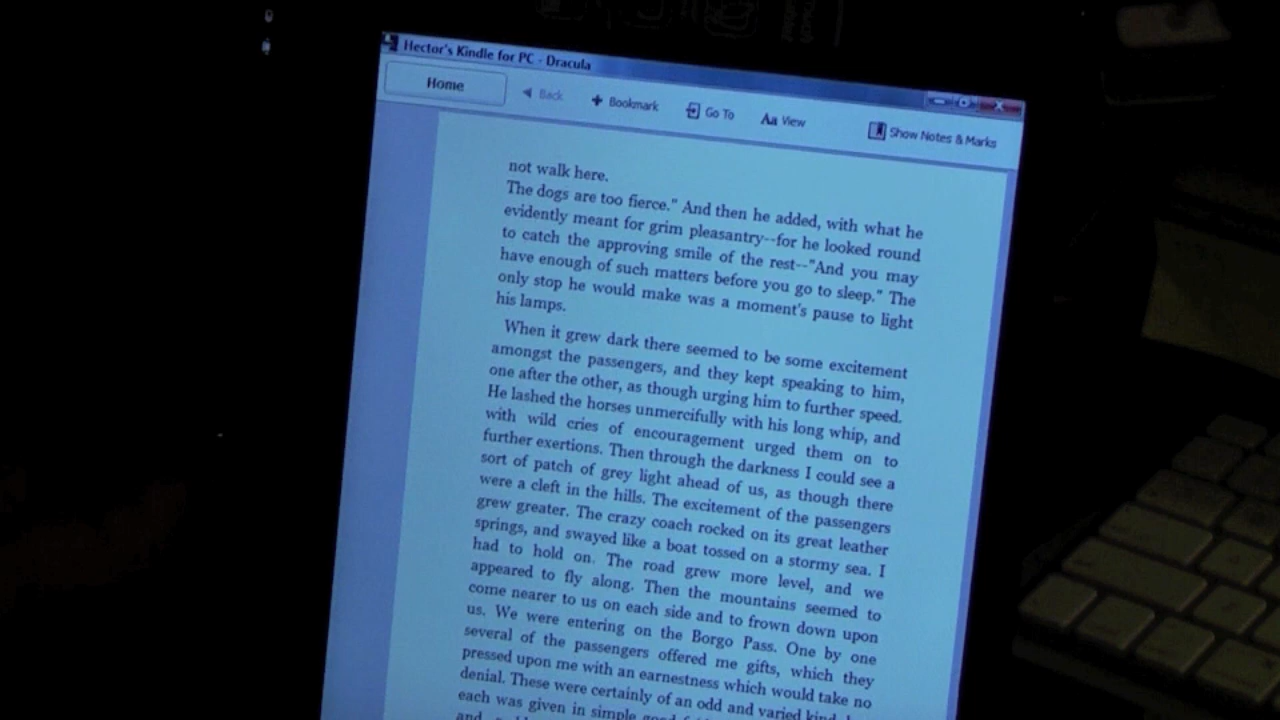 Hector's Kindle for PC - Dracula
Home
Back
Bookmark
Go To
Aa View
Show Notes & Marks
not walk here.
The dogs are too fierce." And then he added, with what he
evidently meant for grim pleasantry--for he looked round
to catch the approving smile of the rest--"And you may
have enough of such matters before you go to sleep." The
only stop he would make was a moment's pause to light
his lamps.
When it grew dark there seemed to be some excitement
amongst the passengers, and they kept speaking to him,
one after the other, as though urging him to further speed.
He lashed the horses unmercifully with his long whip, and
with wild cries of encouragement urged them on to
further exertions. Then through the darkness I could see a
sort of patch of grey light ahead of us, as though there
were a cleft in the hills. The excitement of the passengers
grew greater. The crazy coach rocked on its great leather
springs, and swayed like a boat tossed on a stormy sea. I
had to hold on. The road grew more level, and we
appeared to fly along. Then the mountains seemed to
come nearer to us on each side and to frown down upon
us. We were entering on the Borgo Pass. One by one
several of the passengers offered me gifts, which they
pressed upon me with an earnestness which would take no
denial. These were certainly of an odd and varied kind,
each was given in simple good